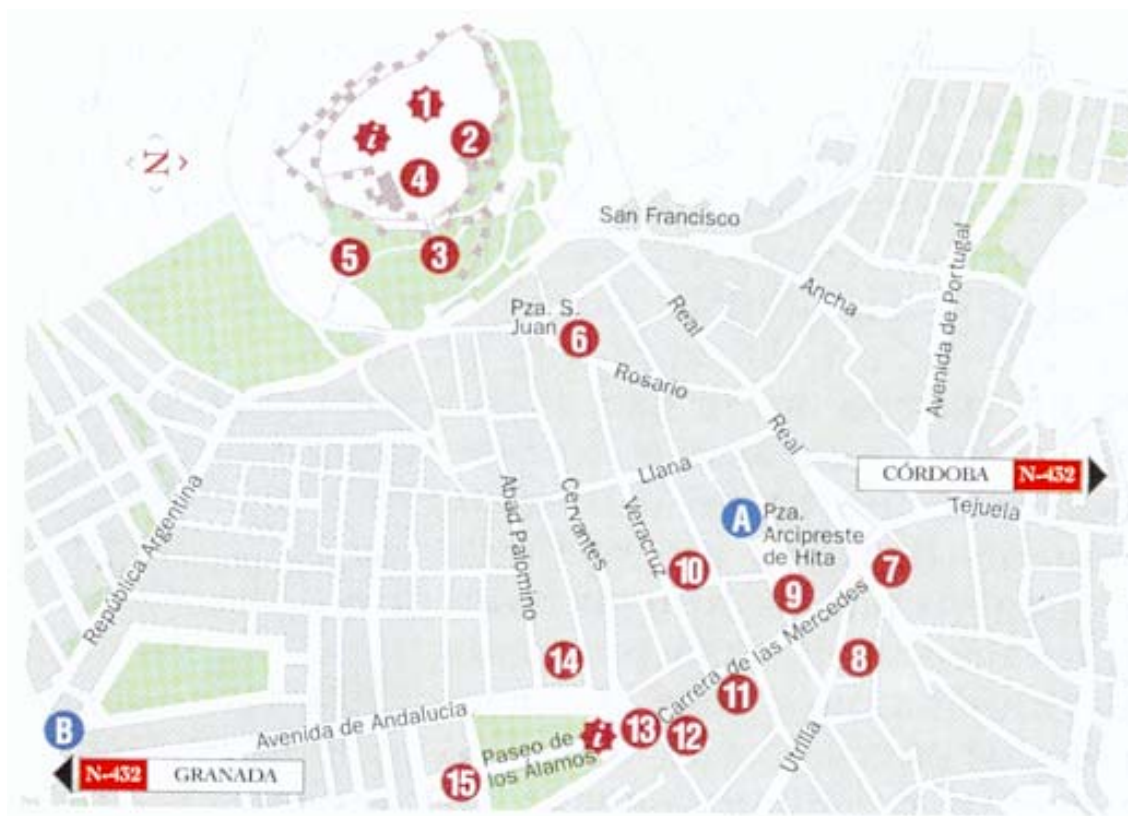 1
i
2
N
4
5
3
San Francisco
Pza. S.
Juan
6
Real
Ancha
Avenida de Portugal
Rosario
Real
Llana
CÓRDOBA N-432
Tejuela
República Argentina
Abad Palomino
Cervantes
Veracruz
A
Pza.
Arcipreste
de Hita
10
9
7
14
8
Carrera de las Mercedes
11
B
Avenida de Andalucía
Paseo de
los Álamos
i
13
12
Utrilla
N-432 GRANADA
15